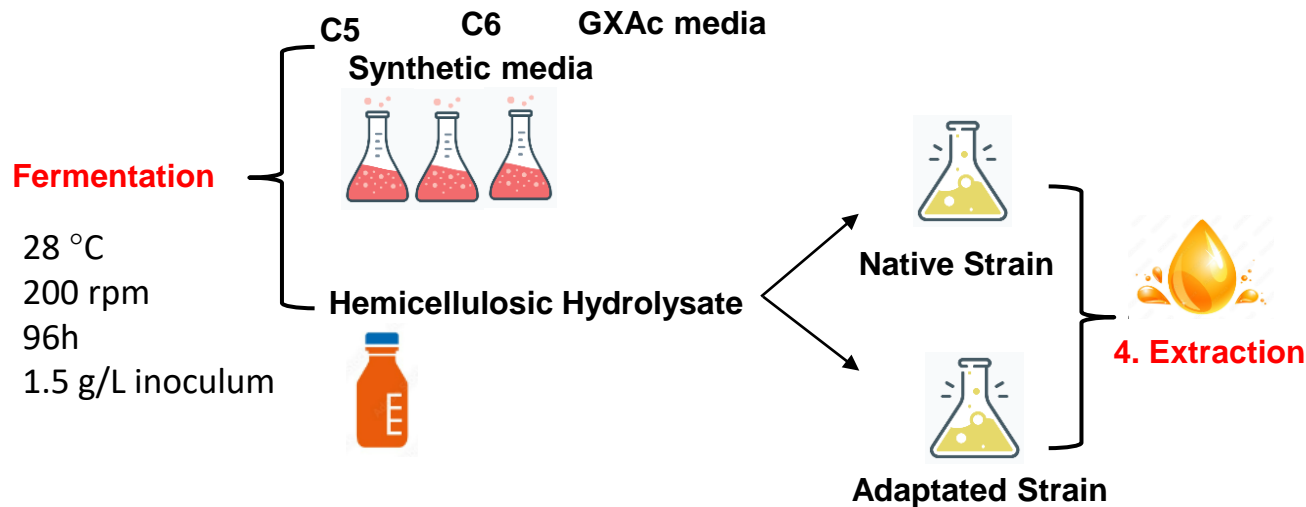 C5 C6 GXAc media
Synthetic media
Fermentation
28 °C
200 rpm
96h
1.5 g/L inoculum
Hemicellulosic Hydrolysate
Native Strain
Adaptated Strain
4. Extraction